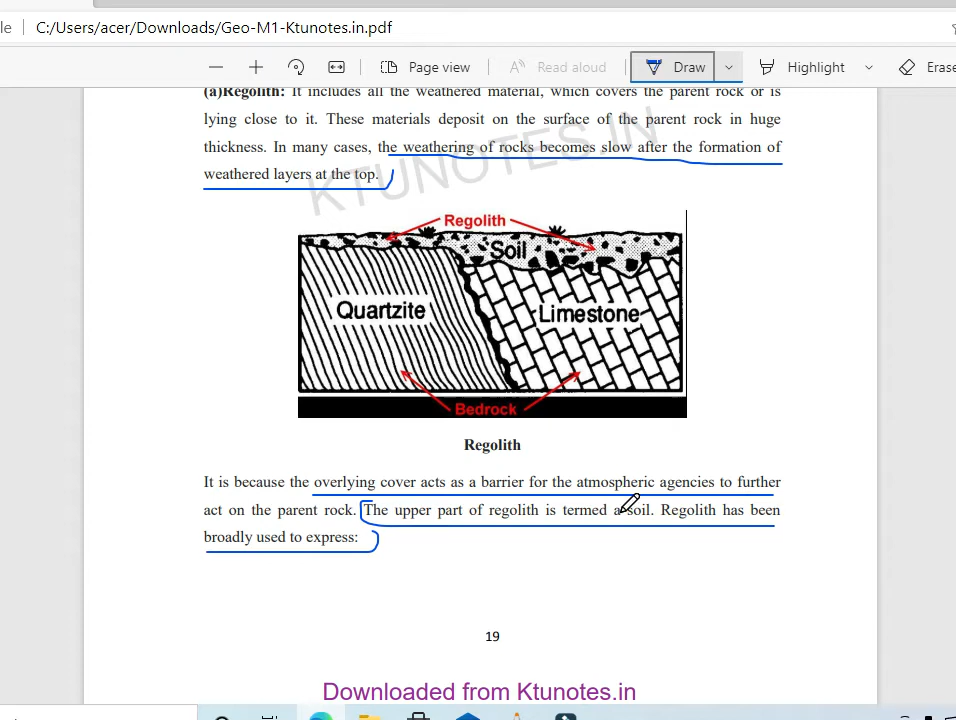 le C:/Users/acer/Downloads/Geo-M1-Ktunotes.in.pdf
Page view Read aloud Draw Highlight Erase
(a)Regolith: It includes all the weathered material, which covers the parent rock or is
lying close to it. These materials deposit on the surface of the parent rock in huge
thickness. In many cases, the weathering of rocks becomes slow after the formation of
weathered layers at the top.
KTUNOTES.IN
Regolith
Soil
Quartzite
Limestone
Bedrock
Regolith
It is because the overlying cover acts as a barrier for the atmospheric agencies to further
act on the parent rock. The upper part of regolith is termed a soil. Regolith has been
broadly used to express:
19
Downloaded from Ktunotes.in